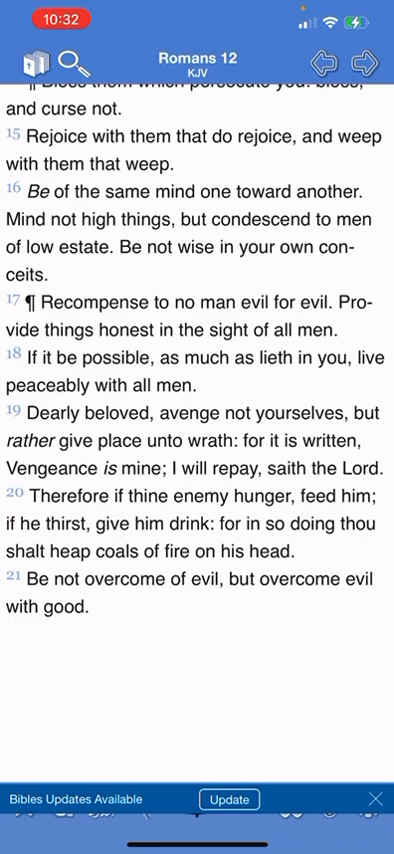 10:32
Romans 12
KJV
¶ Bless them which persecute you: bless,
and curse not.
15 Rejoice with them that do rejoice, and weep
with them that weep.
16 Be of the same mind one toward another.
Mind not high things, but condescend to men
of low estate. Be not wise in your own con-
ceits.
17 ¶ Recompense to no man evil for evil. Pro-
vide things honest in the sight of all men.
18 If it be possible, as much as lieth in you, live
peaceably with all men.
19 Dearly beloved, avenge not yourselves, but
rather give place unto wrath: for it is written,
Vengeance is mine; I will repay, saith the Lord.
20 Therefore if thine enemy hunger, feed him;
if he thirst, give him drink: for in so doing thou
shalt heap coals of fire on his head.
21 Be not overcome of evil, but overcome evil
with good.
Bibles Updates Available
Update